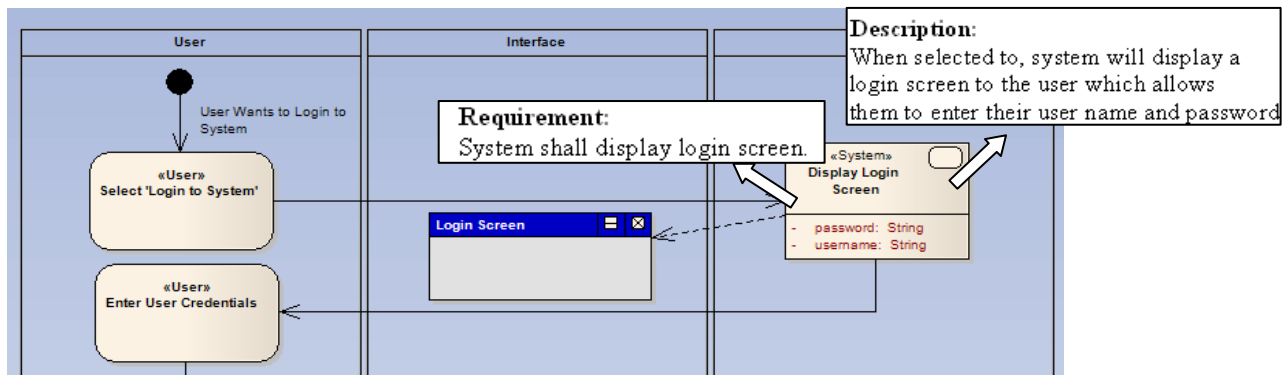 User
Interface
Description:
When selected to, system will display a
login screen to the user which allows
them to enter their user name and password
User Wants to Login to
System
Requirement:
System shall display login screen.
«User»
Select 'Login to System'
«System»
Display Login
Screen
- password: String
- username: String
Login Screen
«User»
Enter User Credentials